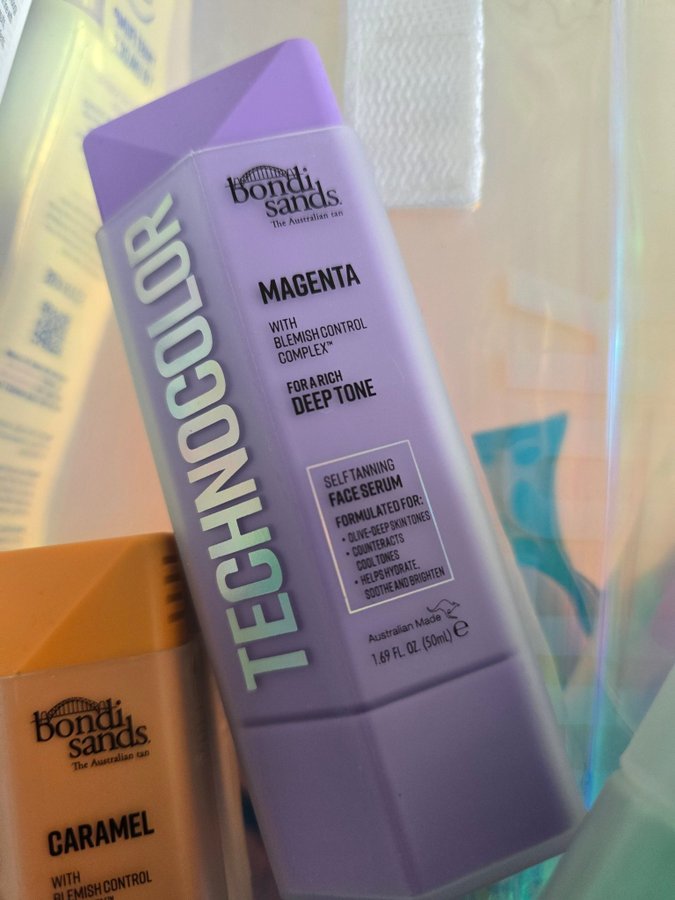 bondi
sands.
The Australian tan
MAGENTA
WITH
BLEMISH CONTROL
COMPLEX™
FOR A RICH
DEEP TONE
SELF TANNING
FACE SERUM
FORMULATED FOR:
• OLIVE-DEEP SKIN TONES
• COUNTERACTS
COOL TONES
• HELPS HYDRATE,
SOOTHE AND BRIGHTEN
Australian Made
1.69 FL. OZ. (50ml) e
TECHNOCOLOR
bondi
sands.
The Australian tan
CARAMEL
WITH
BLEMISH CONTROL